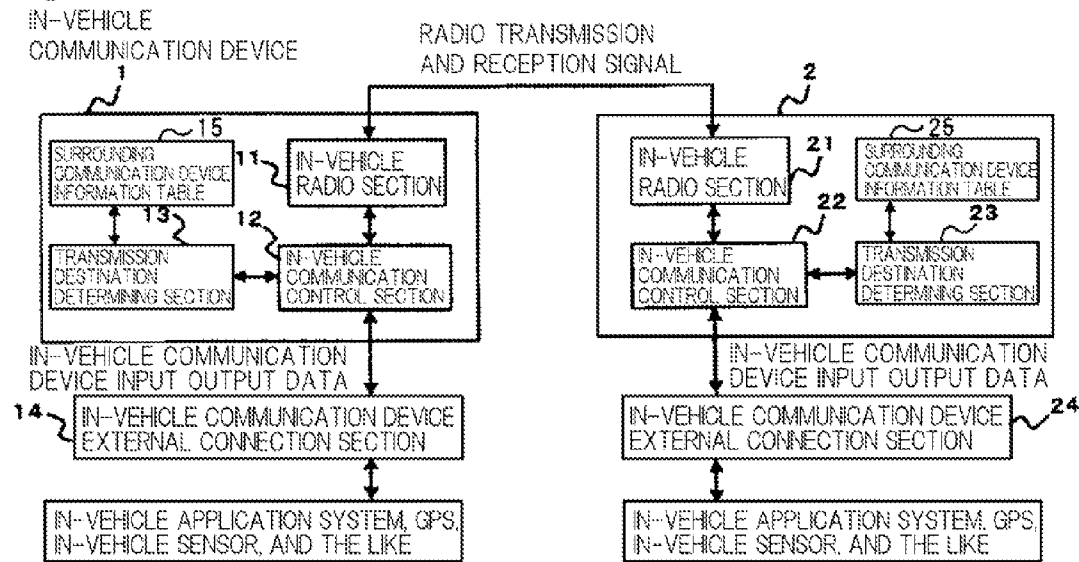 IN-VEHICLE
COMMUNICATION DEVICE
1
RADIO TRANSMISSION
AND RECEPTION SIGNAL
2
15
SURROUNDING
COMMUNICATION DEVICE
INFORMATION TABLE
11
IN-VEHICLE
RADIO SECTION
13
TRANSMISSION
DESTINATION
DETERMINING SECTION
12
IN-VEHICLE
COMMUNICATION
CONTROL SECTION
IN-VEHICLE
RADIO SECTION
21
25
SURROUNDING
COMMUNICATION DEVICE
INFORMATION TABLE
22
IN-VEHICLE
COMMUNICATION
CONTROL SECTION
23
TRANSMISSION
DESTINATION
DETERMINING SECTION
IN-VEHICLE COMMUNICATION
DEVICE INPUT OUTPUT DATA
IN-VEHICLE COMMUNICATION
DEVICE INPUT OUTPUT DATA
14
IN-VEHICLE COMMUNICATION DEVICE
EXTERNAL CONNECTION SECTION
IN-VEHICLE COMMUNICATION DEVICE
EXTERNAL CONNECTION SECTION
24
IN-VEHICLE APPLICATION SYSTEM, GPS,
IN-VEHICLE SENSOR, AND THE LIKE
IN-VEHICLE APPLICATION SYSTEM, GPS,
IN-VEHICLE SENSOR, AND THE LIKE